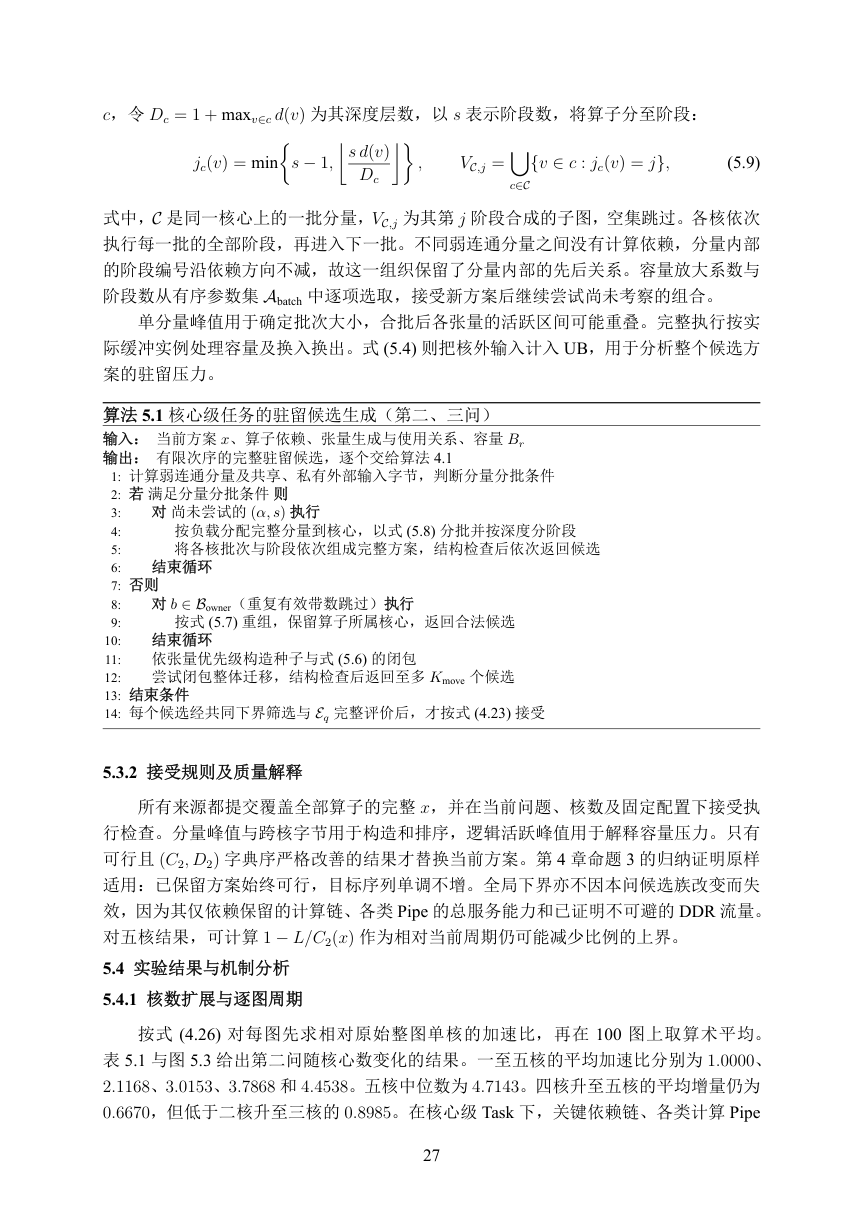 c，令 D_c = 1 + max_{v∈c} d(v) 为其深度层数，以 s 表示阶段数，将算子分至阶段：
j_c(v) = min{ s − 1, ⌊ s d(v) / D_c ⌋ }, V_{C,j} = ⋃_{c∈C} {v ∈ c : j_c(v) = j}, (5.9)
式中，C 是同一核心上的一批分量，V_{C,j} 为其第 j 阶段合成的子图，空集跳过。各核依次
执行每一批的全部阶段，再进入下一批。不同弱连通分量之间没有计算依赖，分量内部
的阶段编号沿依赖方向不减，故这一组织保留了分量内部的先后关系。容量放大系数与
阶段数从有序参数集 A_batch 中逐项选取，接受新方案后继续尝试尚未考察的组合。
单分量峰值用于确定批次大小，合批后各张量的活跃区间可能重叠。完整执行按实
际缓冲实例处理容量及换入换出。式 (5.4) 则把核外输入计入 UB，用于分析整个候选方
案的驻留压力。
算法 5.1 核心级任务的驻留候选生成（第二、三问）
输入： 当前方案 x、算子依赖、张量生成与使用关系、容量 B_r
输出： 有限次序的完整驻留候选，逐个交给算法 4.1
1: 计算弱连通分量及共享、私有外部输入字节，判断分量分批条件
2: 若 满足分量分批条件 则
3: 对 尚未尝试的 (α, s) 执行
4: 按负载分配完整分量到核心，以式 (5.8) 分批并按深度分阶段
5: 将各核批次与阶段依次组成完整方案，结构检查后依次返回候选
6: 结束循环
7: 否则
8: 对 b ∈ B_owner（重复有效带数跳过）执行
9: 按式 (5.7) 重组，保留算子所属核心，返回合法候选
10: 结束循环
11: 依张量优先级构造种子与式 (5.6) 的闭包
12: 尝试闭包整体迁移，结构检查后返回至多 K_move 个候选
13: 结束条件
14: 每个候选经共同下界筛选与 E_q 完整评价后，才按式 (4.23) 接受
5.3.2 接受规则及质量解释
所有来源都提交覆盖全部算子的完整 x，并在当前问题、核数及固定配置下接受执
行检查。分量峰值与跨核字节用于构造和排序，逻辑活跃峰值用于解释容量压力。只有
可行且 (C_2, D_2) 字典序严格改善的结果才替换当前方案。第 4 章命题 3 的归纳证明原样
适用：已保留方案始终可行，目标序列单调不增。全局下界亦不因本问候选族改变而失
效，因为其仅依赖保留的计算链、各类 Pipe 的总服务能力和已证明不可避的 DDR 流量。
对五核结果，可计算 1 − L/C_2(x) 作为相对当前周期仍可能减少比例的上界。
5.4 实验结果与机制分析
5.4.1 核数扩展与逐图周期
按式 (4.26) 对每图先求相对原始整图单核的加速比，再在 100 图上取算术平均。
表 5.1 与图 5.3 给出第二问随核心数变化的结果。一至五核的平均加速比分别为 1.0000、
2.1168、3.0153、3.7868 和 4.4538。五核中位数为 4.7143。四核升至五核的平均增量仍为
0.6670，但低于二核升至三核的 0.8985。在核心级 Task 下，关键依赖链、各类计算 Pipe
27